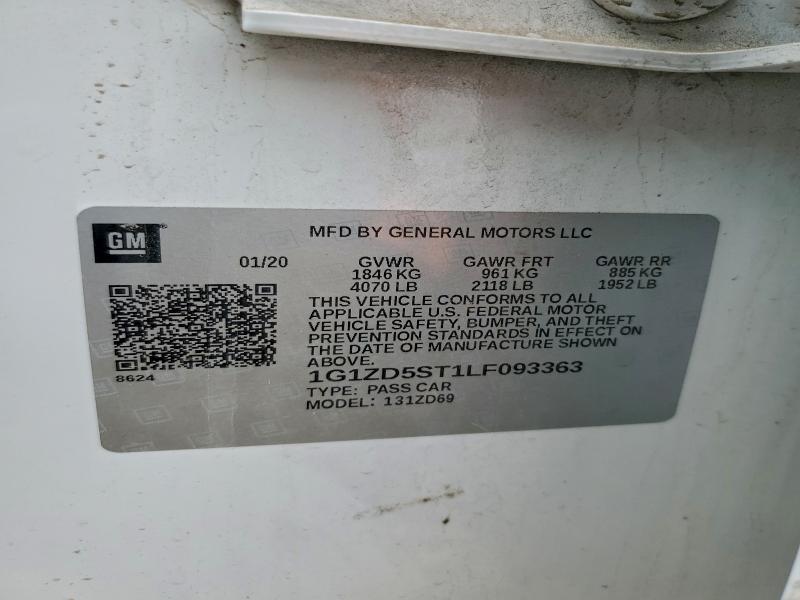 GM
MFD BY GENERAL MOTORS LLC
01/20 GVWR GAWR FRT GAWR RR
1846 KG 961 KG 885 KG
4070 LB 2118 LB 1952 LB
THIS VEHICLE CONFORMS TO ALL
APPLICABLE U.S. FEDERAL MOTOR
VEHICLE SAFETY, BUMPER, AND THEFT
PREVENTION STANDARDS IN EFFECT ON
THE DATE OF MANUFACTURE SHOWN
ABOVE.
8624
1G1ZD5ST1LF093363
TYPE: PASS CAR
MODEL: 131ZD69